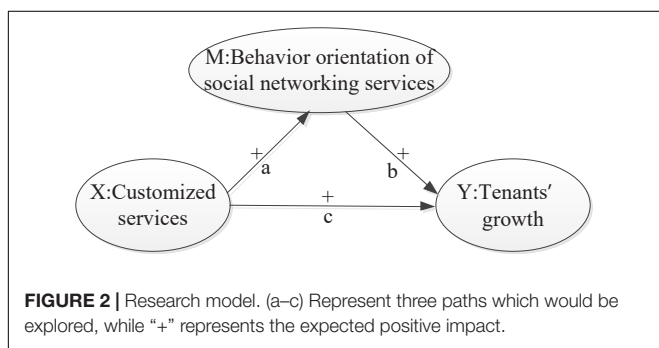 M:Behavior orientation of
social networking services
+
a
+
b
X:Customized
services
+
c
Y:Tenants′
growth
FIGURE 2 | Research model. (a–c) Represent three paths which would be
explored, while “+” represents the expected positive impact.